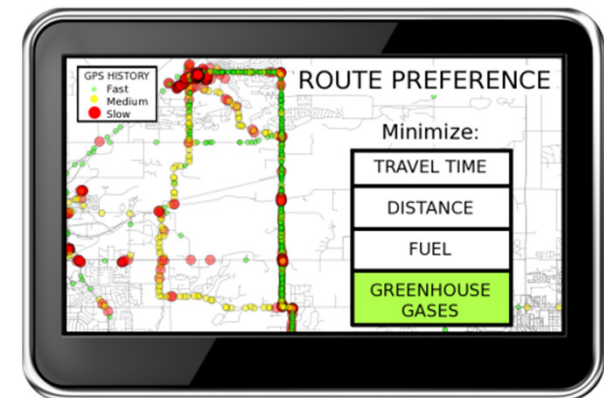 GPS HISTORY
Fast
Medium
Slow
ROUTE PREFERENCE
Minimize:
TRAVEL TIME
DISTANCE
FUEL
GREENHOUSE
GASES